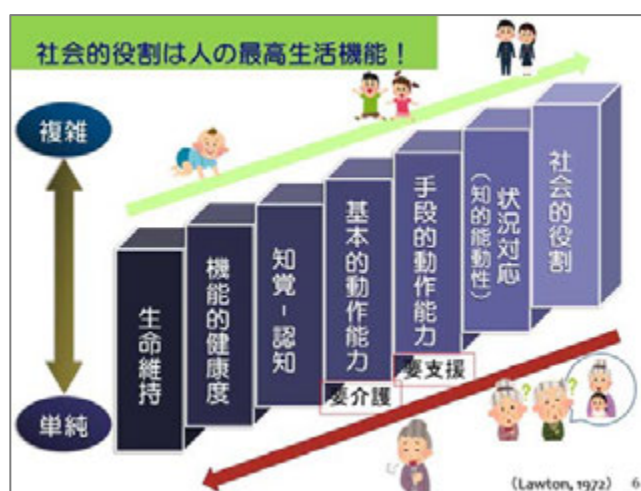 社会的役割は人の最高生活機能！
複雑
単純
生命維持
機能的健康度
知覚－認知
基本的動作能力
手段的動作能力
状況対応
（知的能動性）
社会的役割
要介護
要支援
？
？
(Lawton, 1972)
6